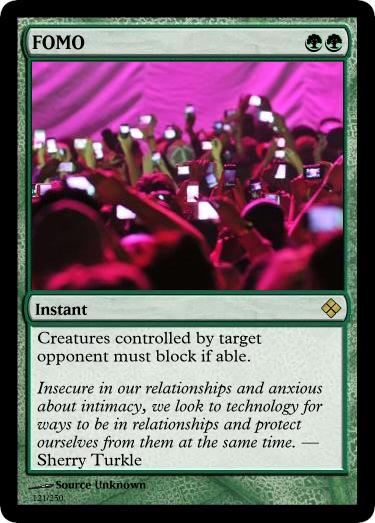 FOMO
Instant
Creatures controlled by target
opponent must block if able.
Insecure in our relationships and anxious
about intimacy, we look to technology for
ways to be in relationships and protect
ourselves from them at the same time. —
Sherry Turkle
Source Unknown
121/250